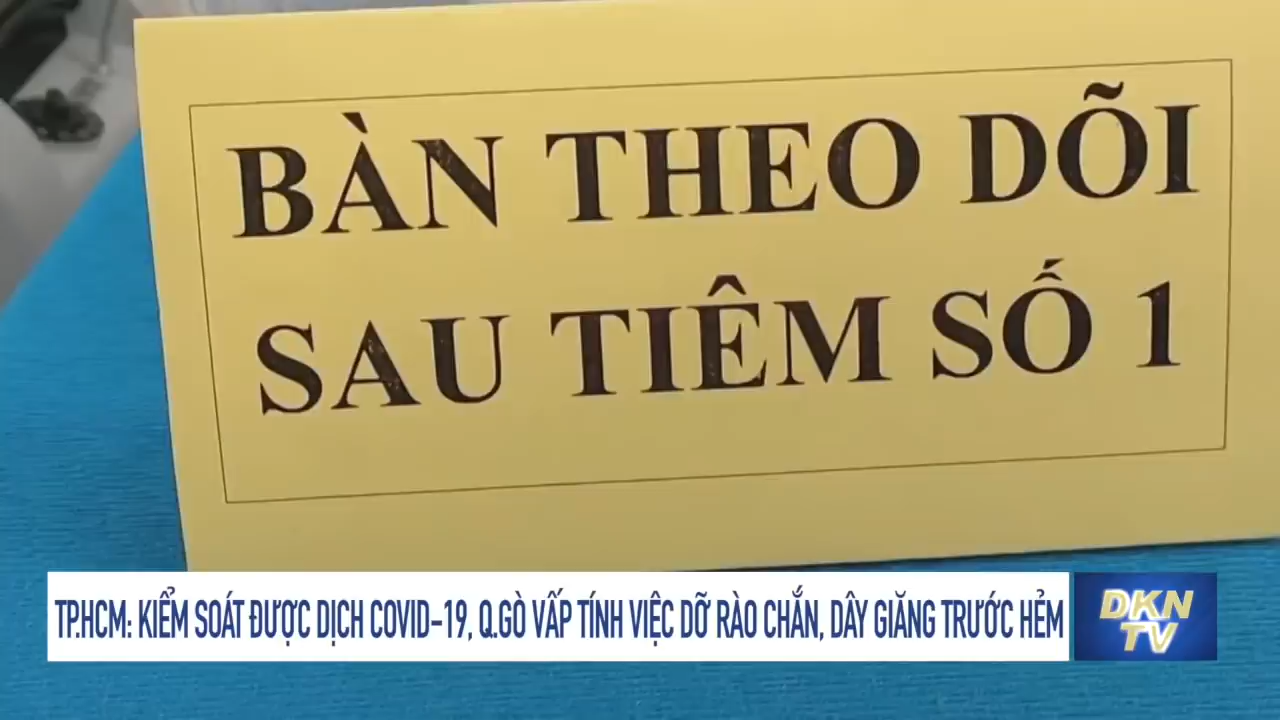 BÀN THEO DÕI
SAU TIÊM SỐ 1
TP.HCM: KIỂM SOÁT ĐƯỢC DỊCH COVID-19, Q.GÒ VẤP TÍNH VIỆC DỠ RÀO CHẮN, DÂY GIĂNG TRƯỚC HẺM
DKN
TV